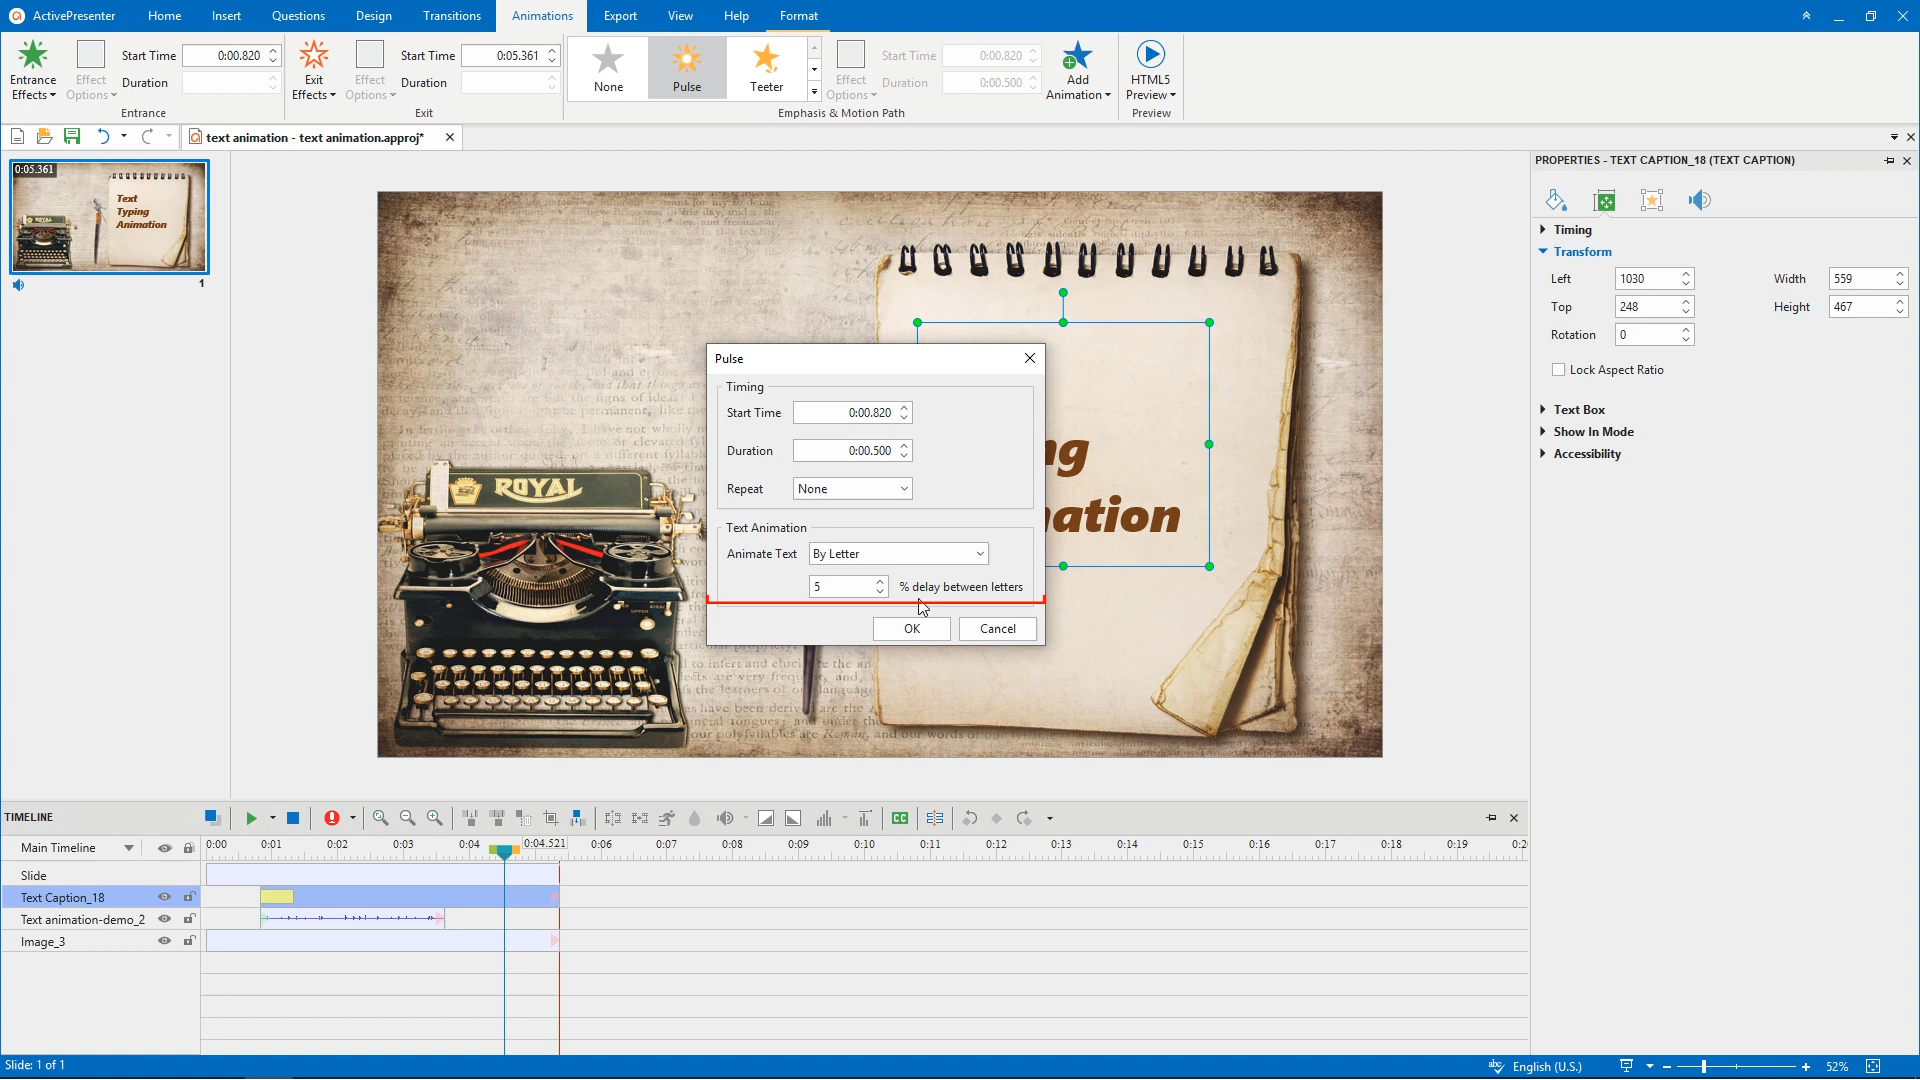 ActivePresenter
Home
Insert
Questions
Design
Transitions
Animations
Export
View
Help
Format
Entrance
Effects
Effect
Options
Start Time
0:00.820
Duration
Entrance
Exit
Effects
Effect
Options
Start Time
0:05.361
Duration
Exit
None
Pulse
Teeter
Effect
Options
Start Time
0:00.820
Duration
0:00.500
Add
Animation
Emphasis & Motion Path
HTML5
Preview
Preview
text animation - text animation.approj*
0:05.361
Text
Typing
Animation
ROYAL
1
ROYAL
ng
nation
Pulse
Timing
Start Time
0:00.820
Duration
0:00.500
Repeat
None
Text Animation
Animate Text
By Letter
5
% delay between letters
OK
Cancel
PROPERTIES - TEXT CAPTION_18 (TEXT CAPTION)
Timing
Transform
Left
1030
Width
559
Top
248
Height
467
Rotation
0
Lock Aspect Ratio
Text Box
Show In Mode
Accessibility
TIMELINE
CC
Main Timeline
0:00
0:01
0:02
0:03
0:04
0:04.521
0:06
0:07
0:08
0:09
0:10
0:11
0:12
0:13
0:14
0:15
0:16
0:17
0:18
0:19
Slide
Text Caption_18
Text animation-demo_2
Image_3
Slide: 1 of 1
abc
English (U.S.)
52%